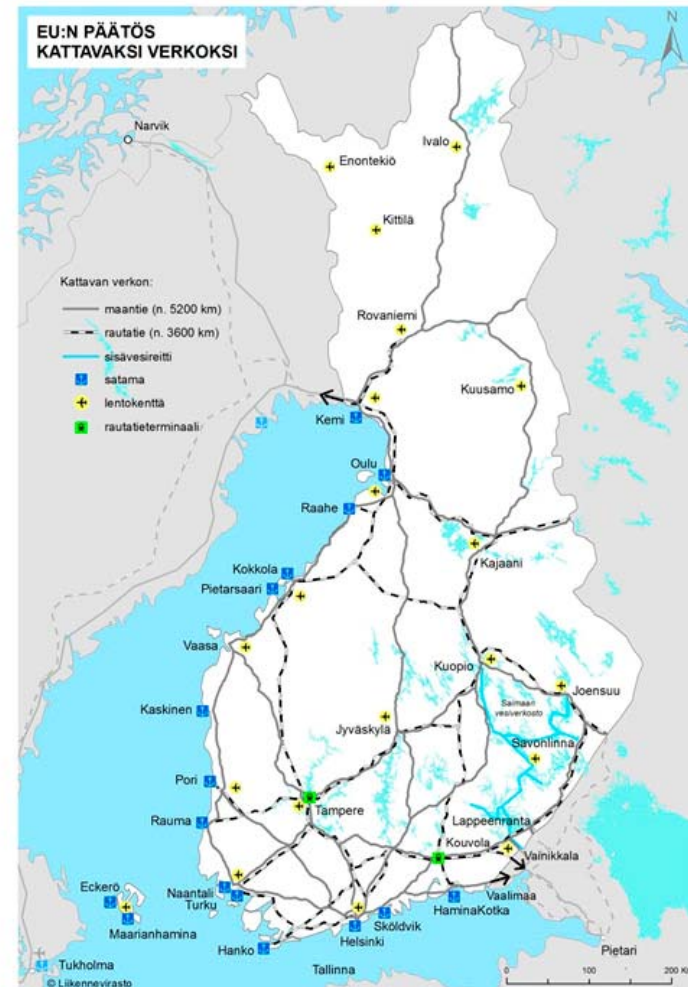 EU:N PÄÄTÖS
KATTAVAKSI VERKOKSI
N
Narvik
Ivalo
Enontekiö
Kittilä
Kattavan verkon:
maantie (n. 5200 km)
rautatie (n. 3600 km)
sisävesireitti
satama
lentokenttä
rautatieterminaali
Rovaniemi
Kuusamo
Kemi
Oulu
Raahe
Kajaani
Kokkola
Pietarsaari
Vaasa
Kuopio
Joensuu
Saimaan
vesiverkosto
Kaskinen
Jyväskylä
Savonlinna
Pori
Tampere
Rauma
Lappeenranta
Kouvola
Vainikkala
Naantali
Turku
Eckerö
Maarianhamina
Vaalimaa
HaminaKotka
Sköldvik
Helsinki
Hanko
Pietari
Tukholma
Tallinna
0 100 200 Km
© Liikennevirasto